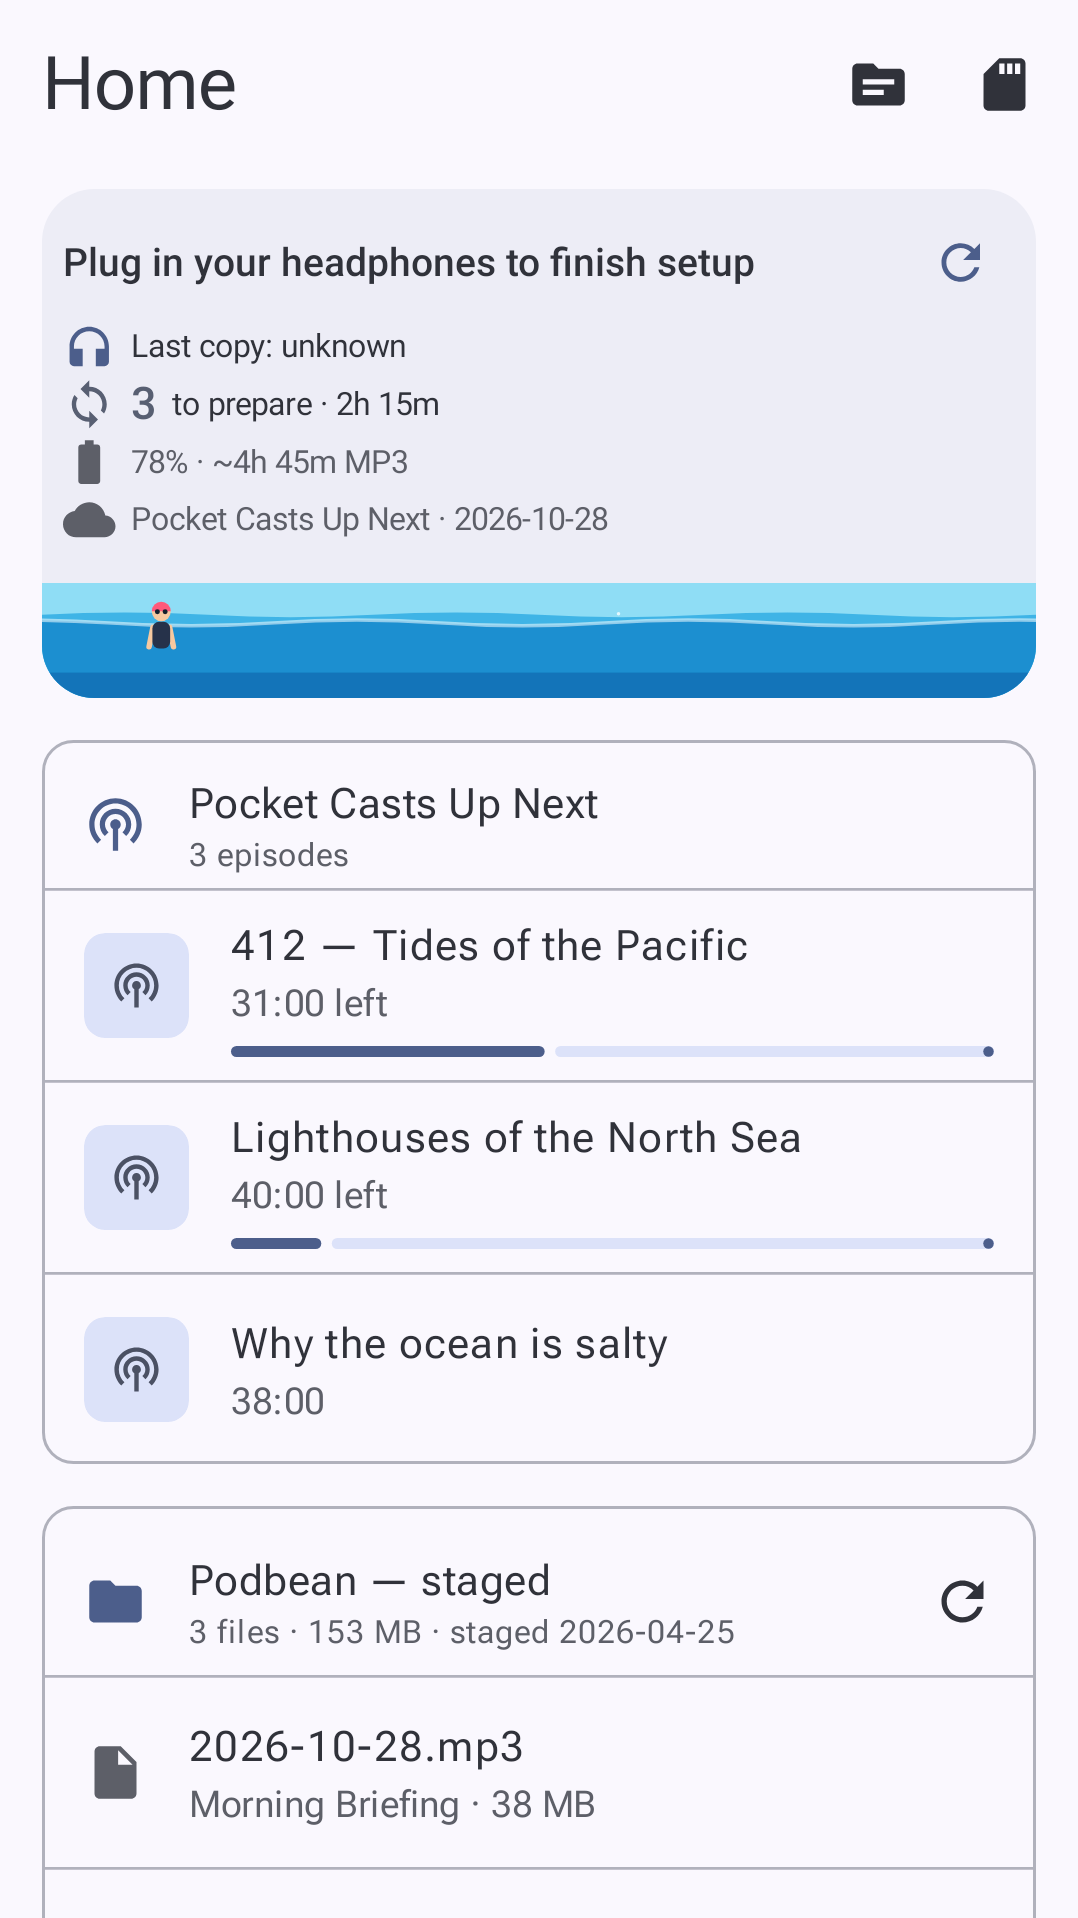 Home
Plug in your headphones to finish setup
Last copy: unknown
3 to prepare · 2h 15m
78% · ~4h 45m MP3
Pocket Casts Up Next · 2026-10-28
Pocket Casts Up Next
3 episodes
412 — Tides of the Pacific
31:00 left
Lighthouses of the North Sea
40:00 left
Why the ocean is salty
38:00
Podbean — staged
3 files · 153 MB · staged 2026-04-25
2026-10-28.mp3
Morning Briefing · 38 MB